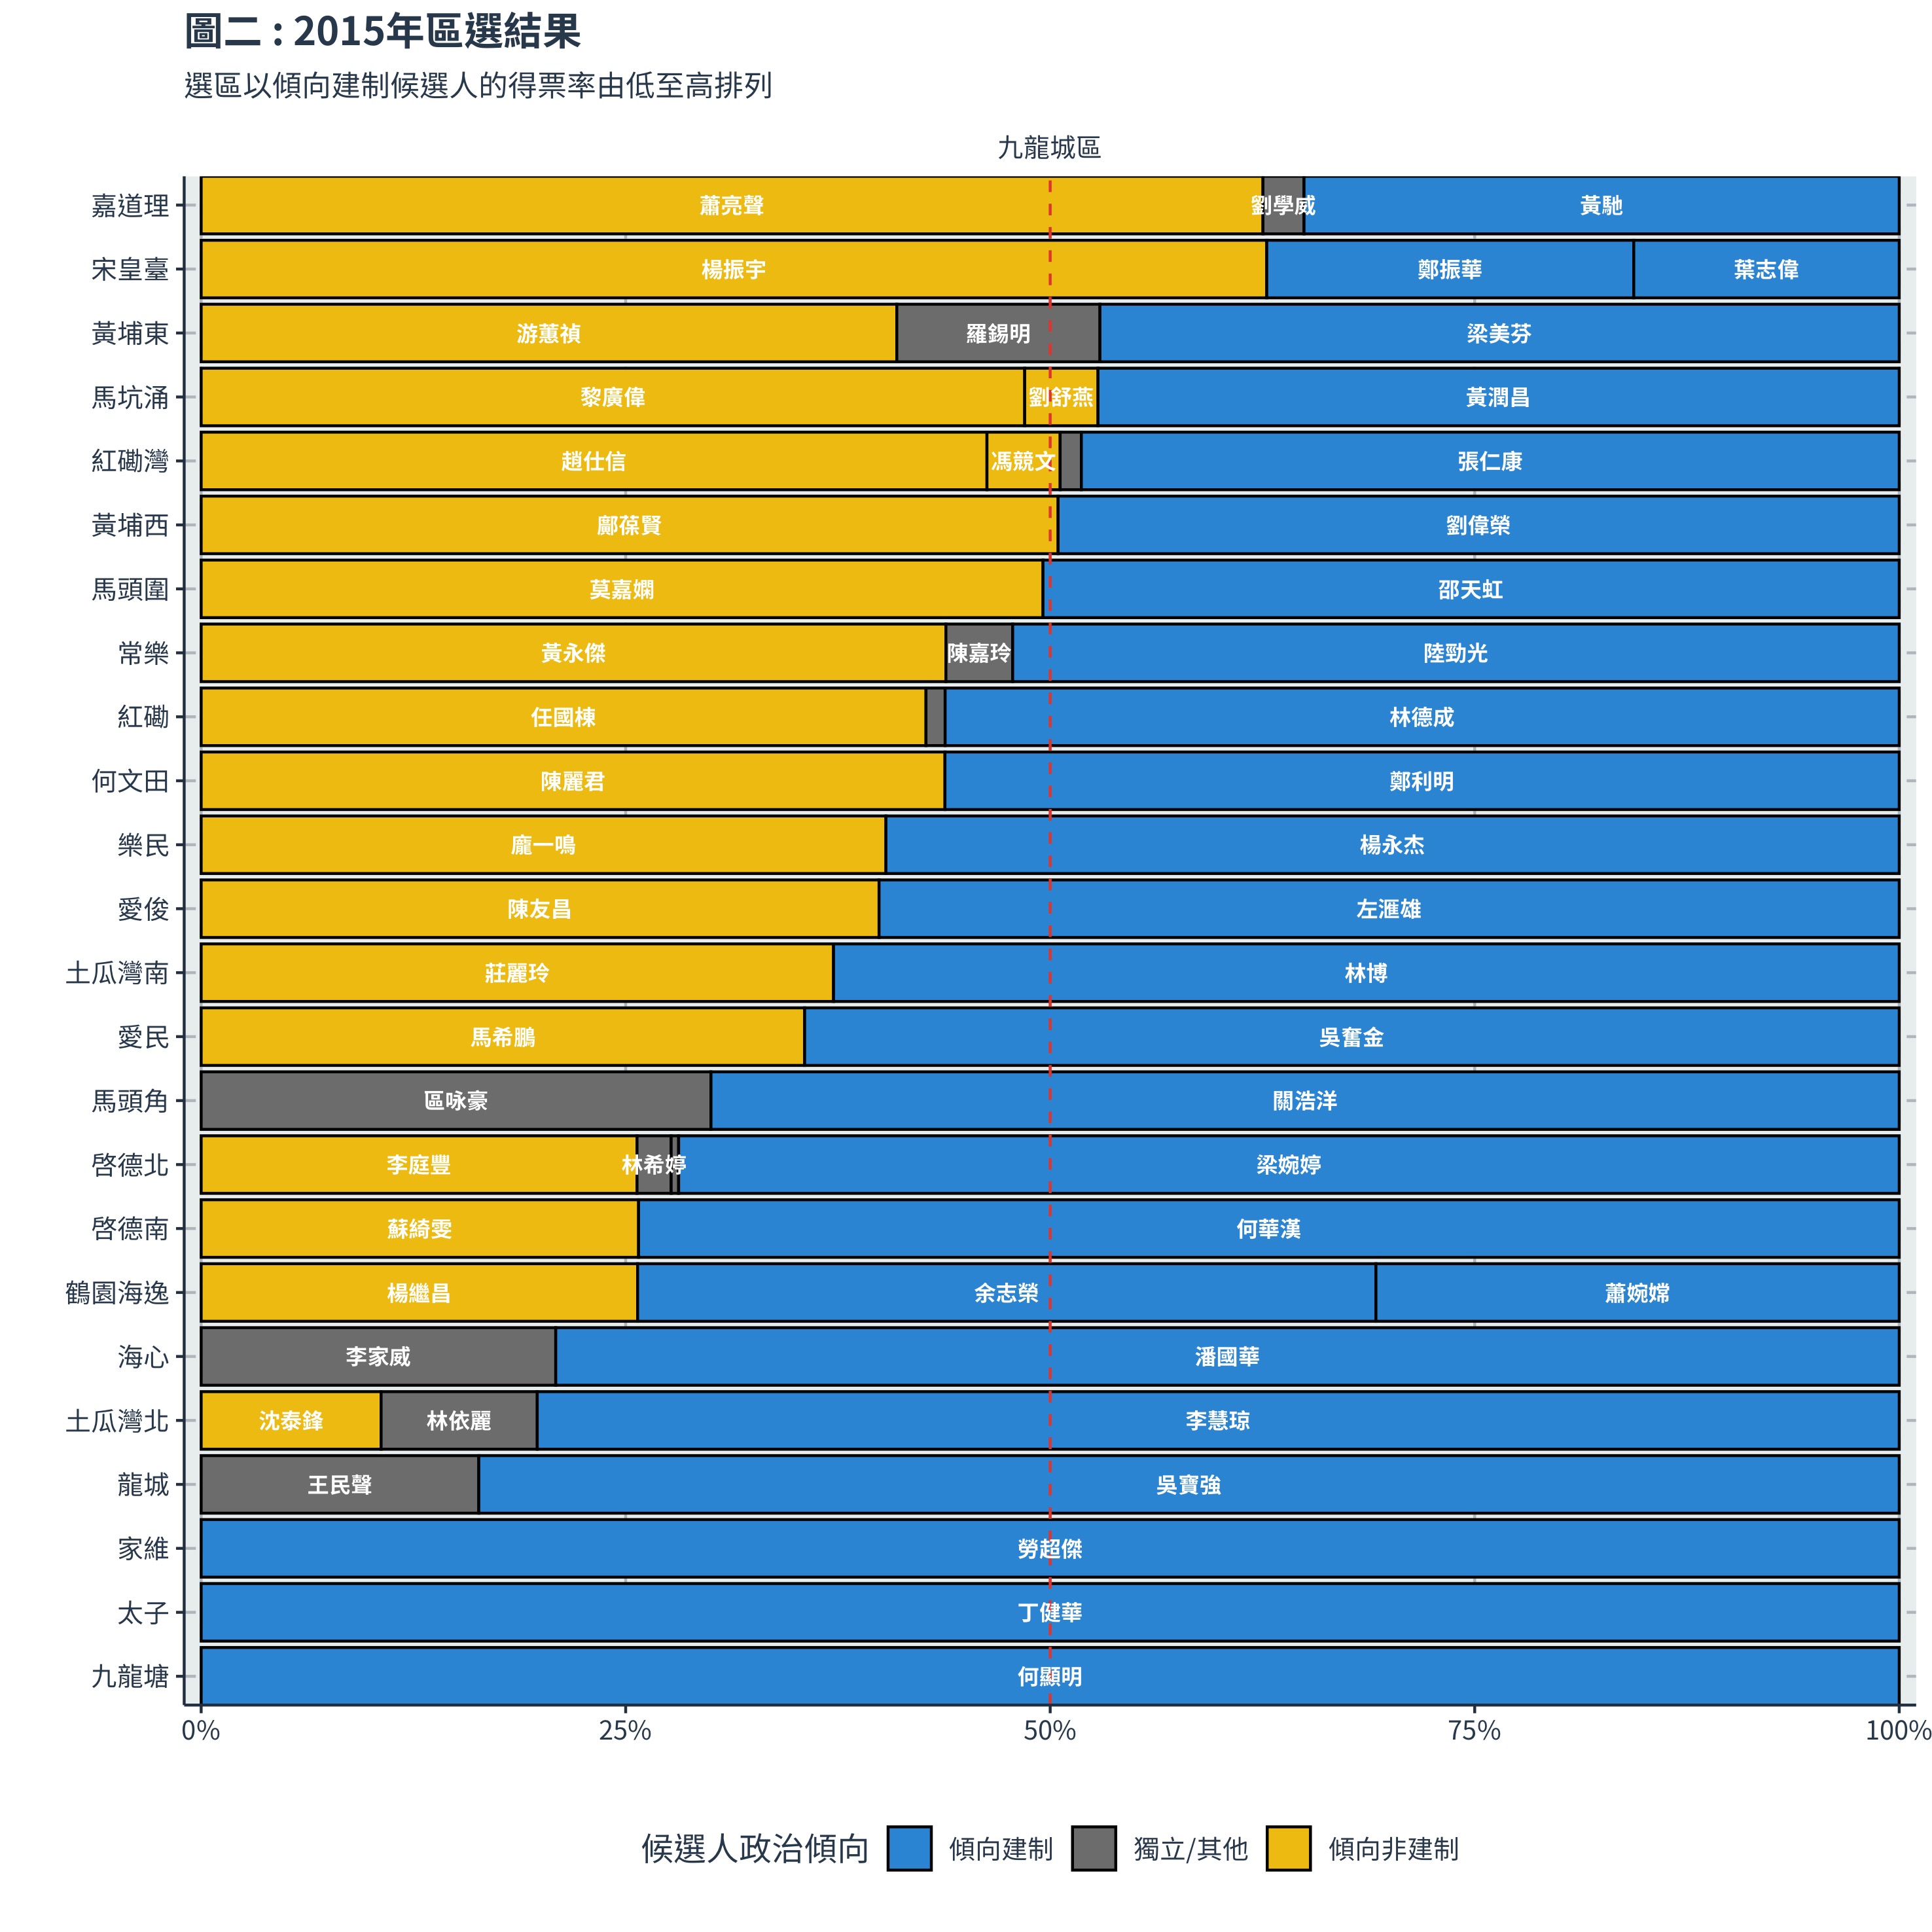 圖二 : 2015年區選結果
選區以傾向建制候選人的得票率由低至高排列
九龍城區
嘉道理 蕭亮聲 劉學威 黃馳
宋皇臺 楊振宇 鄭振華 葉志偉
黃埔東 游蕙禎 羅錫明 梁美芬
馬坑涌 黎廣偉 劉舒燕 黃潤昌
紅磡灣 趙仕信 馮競文 張仁康
黃埔西 鄺葆賢 劉偉榮
馬頭圍 莫嘉嫻 邵天虹
常樂 黃永傑 陳嘉玲 陸勁光
紅磡 任國棟 林德成
何文田 陳麗君 鄭利明
樂民 龐一鳴 楊永杰
愛俊 陳友昌 左滙雄
土瓜灣南 莊麗玲 林博
愛民 馬希鵬 吳奮金
馬頭角 區咏豪 關浩洋
啓德北 李庭豐 林希婷 梁婉婷
啓德南 蘇綺雯 何華漢
鶴園海逸 楊繼昌 余志榮 蕭婉嫦
海心 李家威 潘國華
土瓜灣北 沈泰鋒 林依麗 李慧琼
龍城 王民聲 吳寶強
家維 勞超傑
太子 丁健華
九龍塘 何顯明
0% 25% 50% 75% 100%
候選人政治傾向 傾向建制 獨立/其他 傾向非建制